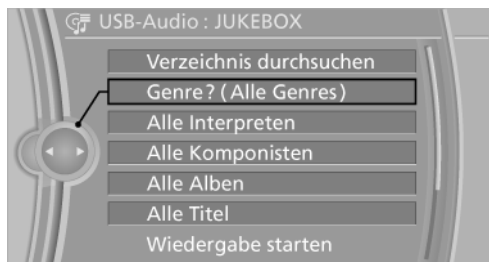 USB-Audio : JUKEBOX
Verzeichnis durchsuchen
Genre? (Alle Genres)
Alle Interpreten
Alle Komponisten
Alle Alben
Alle Titel
Wiedergabe starten